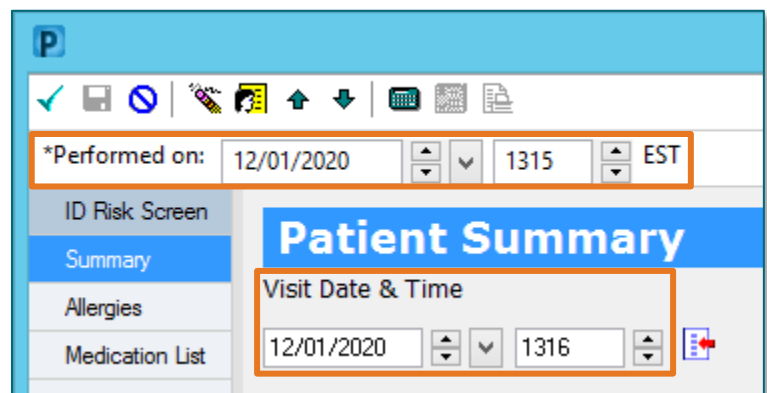 P
*Performed on: 12/01/2020 1315 EST
ID Risk Screen
Summary
Allergies
Medication List
Patient Summary
Visit Date & Time
12/01/2020 1316